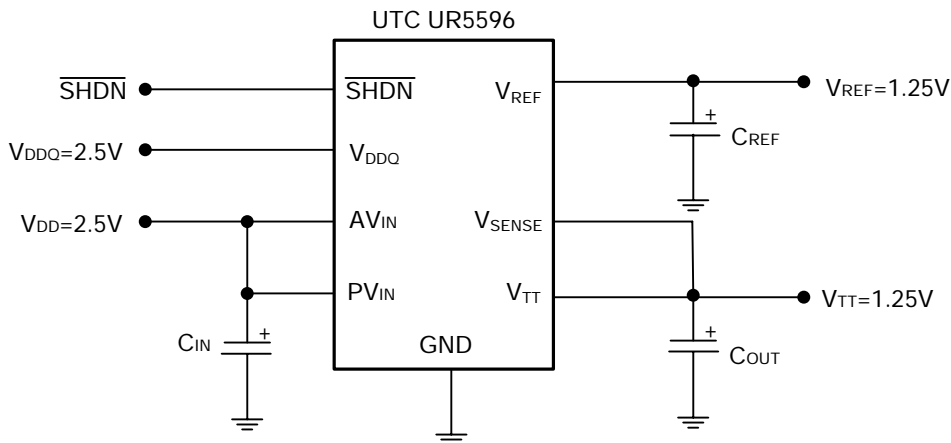 UTC UR5596
SHDN
SHDN
VREF
VREF=1.25V
+
CREF
VDDQ=2.5V
VDDQ
VDD=2.5V
AVIN
VSENSE
PVIN
VTT
VTT=1.25V
CIN
+
GND
+
COUT